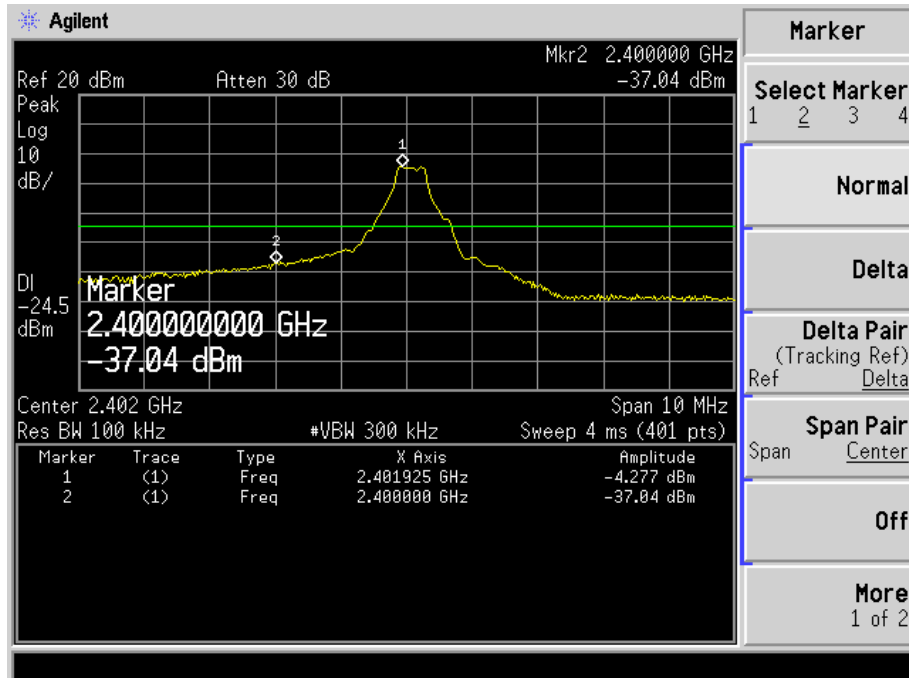 Agilent
Marker
Mkr2 2.400000 GHz
Ref 20 dBm Atten 30 dB -37.04 dBm
Peak
Log
10
dB/
1
2
DI
-24.5
dBm
Marker
2.400000000 GHz
-37.04 dBm
Center 2.402 GHz Span 10 MHz
Res BW 100 kHz #VBW 300 kHz Sweep 4 ms (401 pts)
Marker Trace Type X Axis Amplitude
1 (1) Freq 2.401925 GHz -4.277 dBm
2 (1) Freq 2.400000 GHz -37.04 dBm
Select Marker
1 2 3 4
Normal
Delta
Delta Pair
(Tracking Ref)
Ref Delta
Span Pair
Span Center
Off
More
1 of 2